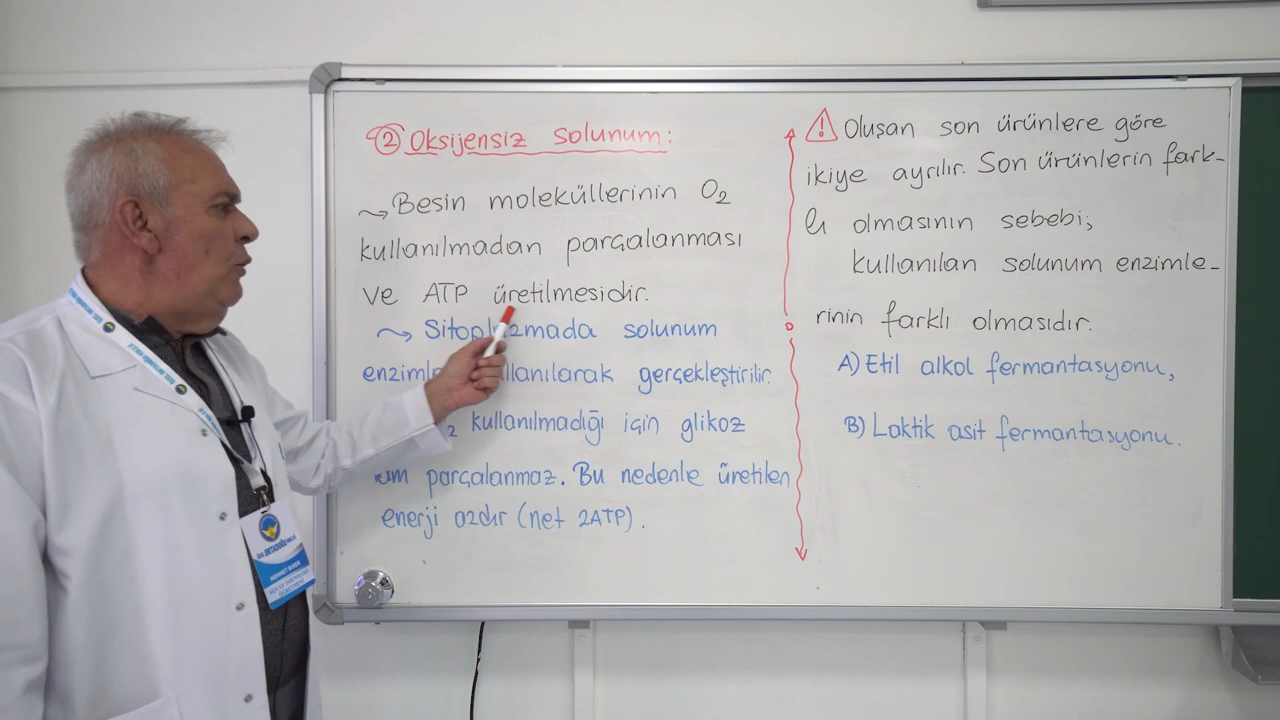 ② Oksijensiz solunum:
Besin moleküllerinin O₂
kullanılmadan parçalanması
ve ATP üretilmesidir.
solunum
kullanılarak gerçekleştirilir.
kullanılmadığı için glikoz
parçalanmaz. Bu nedenle üretilen
enerji azdır (net 2ATP).
! Oluşan son ürünlere göre
ikiye ayrılır. Son ürünlerin fark-
lı olmasının sebebi;
kullanılan solunum enzimle-
rinin farklı olmasıdır.
A) Etil alkol fermantasyonu,
B) Laktik asit fermantasyonu.
ORTADOĞU
MEHMET